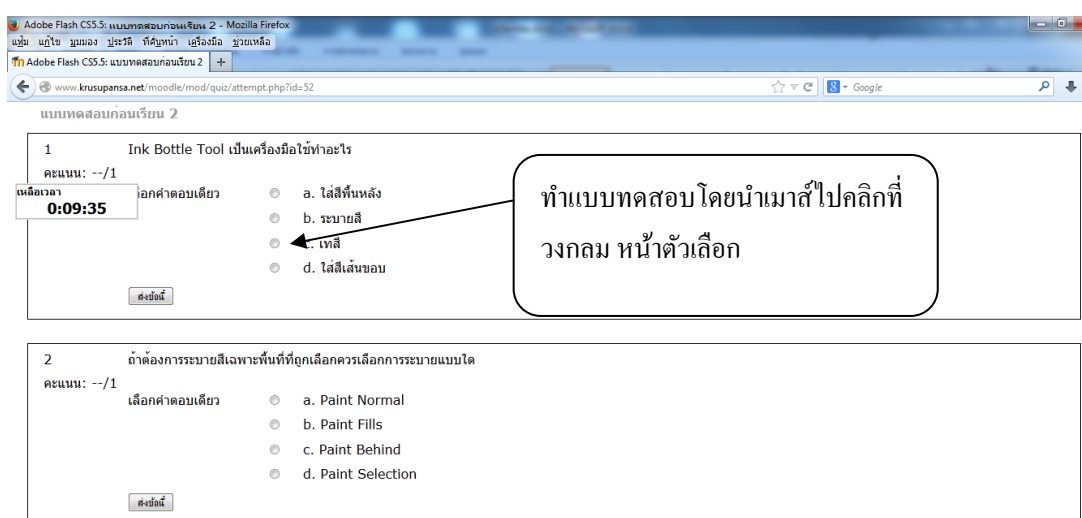 Adobe Flash CS5.5: แบบทดสอบก่อนเรียน 2 - Mozilla Firefox
แฟ้ม แก้ไข มุมมอง ประวัติ ที่คั่นหน้า เครื่องมือ ช่วยเหลือ
Adobe Flash CS5.5: แบบทดสอบก่อนเรียน 2 +
www.krusupansa.net/moodle/mod/quiz/attempt.php?id=52
Google
แบบทดสอบก่อนเรียน 2
1 Ink Bottle Tool เป็นเครื่องมือใช้ทำอะไร
คะแนน: --/1
เหลือเวลา
0:09:35
ลือกคำตอบเดียว
a. ใส่สีพื้นหลัง
b. ระบายสี
c. เทสี
d. ใส่สีเส้นขอบ
ส่งข้อนี้
ทำแบบทดสอบโดยนำเมาส์ไปคลิกที่
วงกลม หน้าตัวเลือก
2 ถ้าต้องการระบายสีเฉพาะพื้นที่ที่ถูกเลือกควรเลือกการระบายแบบใด
คะแนน: --/1
เลือกคำตอบเดียว
a. Paint Normal
b. Paint Fills
c. Paint Behind
d. Paint Selection
ส่งข้อนี้